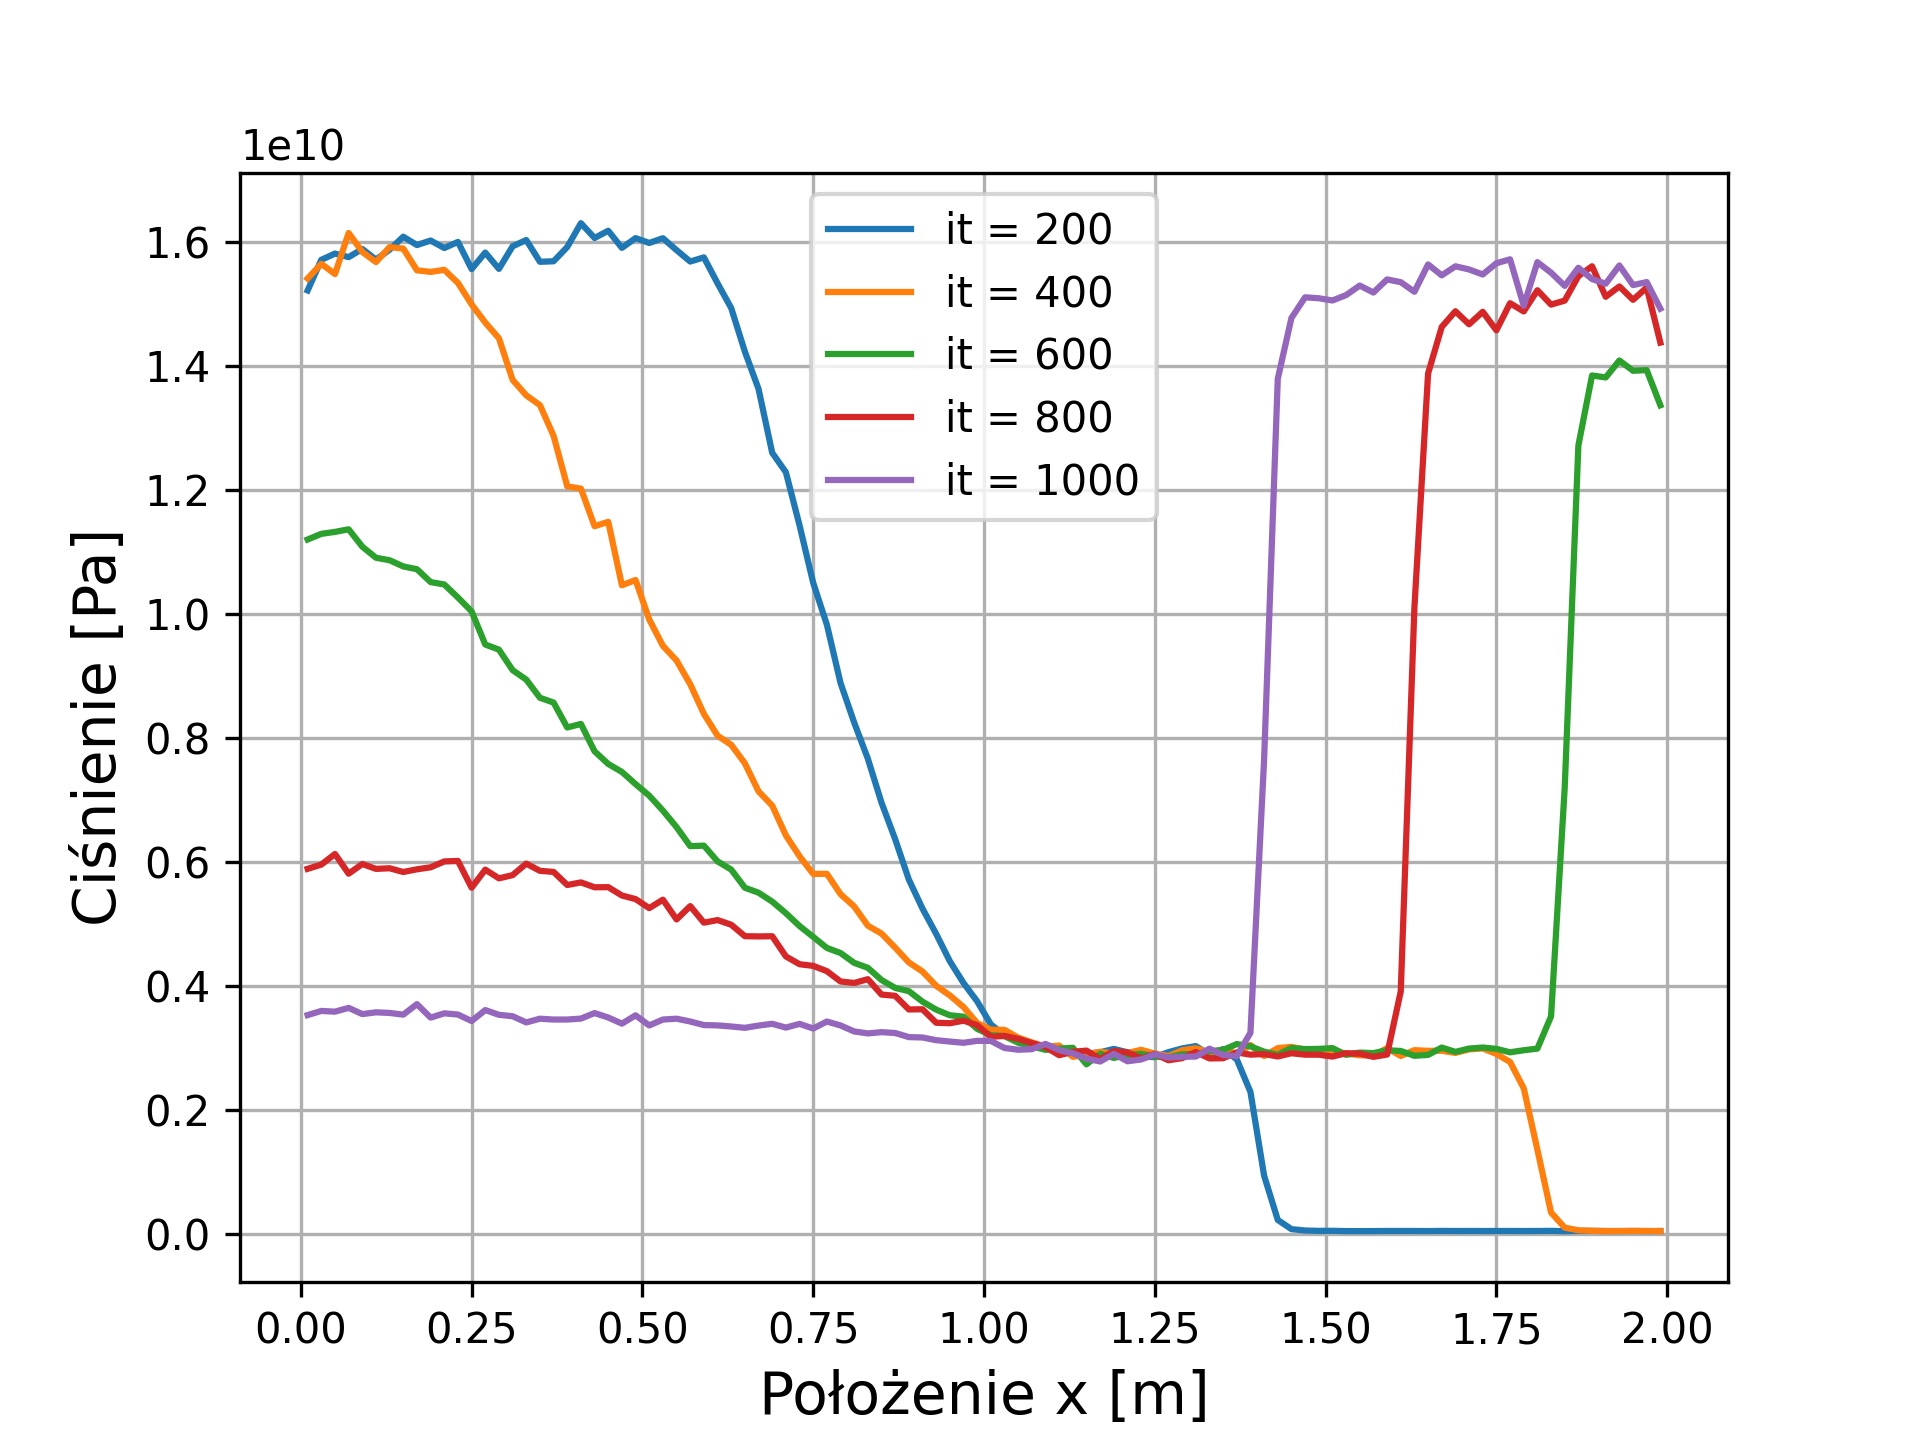 1e10
1.6
1.4
1.2
1.0
0.8
0.6
0.4
0.2
0.0
Ciśnienie [Pa]
it = 200
it = 400
it = 600
it = 800
it = 1000
0.00 0.25 0.50 0.75 1.00 1.25 1.50 1.75 2.00
Położenie x [m]